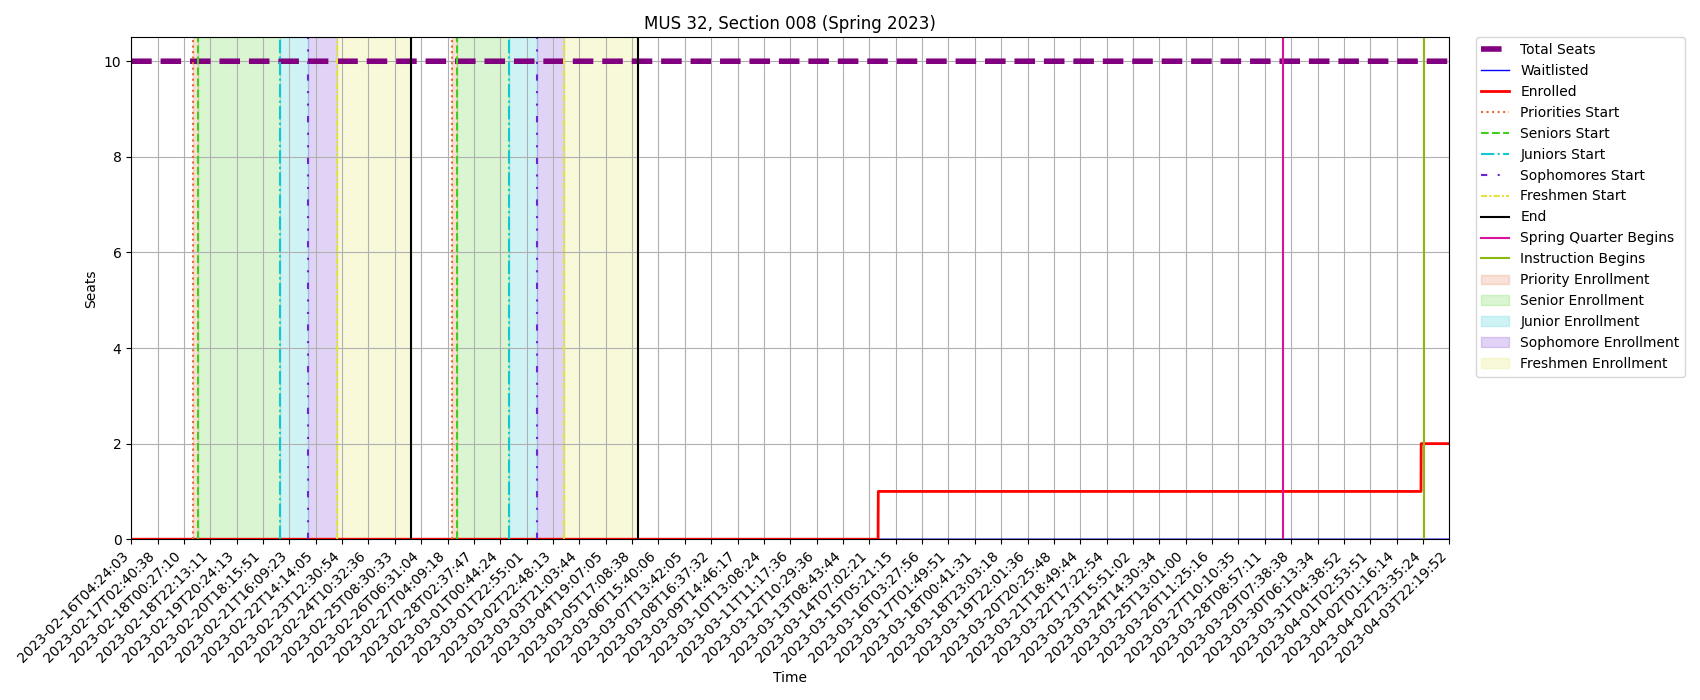 MUS 32, Section 008 (Spring 2023)
Seats
10
8
6
4
2
0
2023-02-16T04:24:03
2023-02-17T02:40:38
2023-02-18T00:27:10
2023-02-18T22:13:11
2023-02-19T20:24:13
2023-02-20T18:15:51
2023-02-21T16:09:23
2023-02-22T14:14:05
2023-02-23T12:30:54
2023-02-24T10:32:36
2023-02-25T08:30:33
2023-02-26T06:31:04
2023-02-27T04:09:18
2023-02-28T02:37:47
2023-03-01T00:44:24
2023-03-01T22:55:01
2023-03-02T22:48:13
2023-03-03T21:03:44
2023-03-04T19:07:05
2023-03-05T17:08:38
2023-03-06T15:40:06
2023-03-07T13:42:05
2023-03-08T16:37:32
2023-03-09T14:46:17
2023-03-10T13:08:24
2023-03-11T11:17:36
2023-03-12T10:29:36
2023-03-13T08:43:44
2023-03-14T07:02:21
2023-03-15T05:21:15
2023-03-16T03:27:56
2023-03-17T01:49:51
2023-03-18T00:41:31
2023-03-18T23:03:18
2023-03-19T22:01:36
2023-03-20T20:25:48
2023-03-21T18:49:44
2023-03-22T17:22:54
2023-03-23T15:51:02
2023-03-24T14:30:34
2023-03-25T13:01:00
2023-03-26T11:25:16
2023-03-27T10:10:35
2023-03-28T08:57:11
2023-03-29T07:38:38
2023-03-30T06:13:34
2023-03-31T04:38:52
2023-04-01T02:53:51
2023-04-02T01:16:14
2023-04-02T23:35:24
2023-04-03T22:19:52
Time
Total Seats
Waitlisted
Enrolled
Priorities Start
Seniors Start
Juniors Start
Sophomores Start
Freshmen Start
End
Spring Quarter Begins
Instruction Begins
Priority Enrollment
Senior Enrollment
Junior Enrollment
Sophomore Enrollment
Freshmen Enrollment